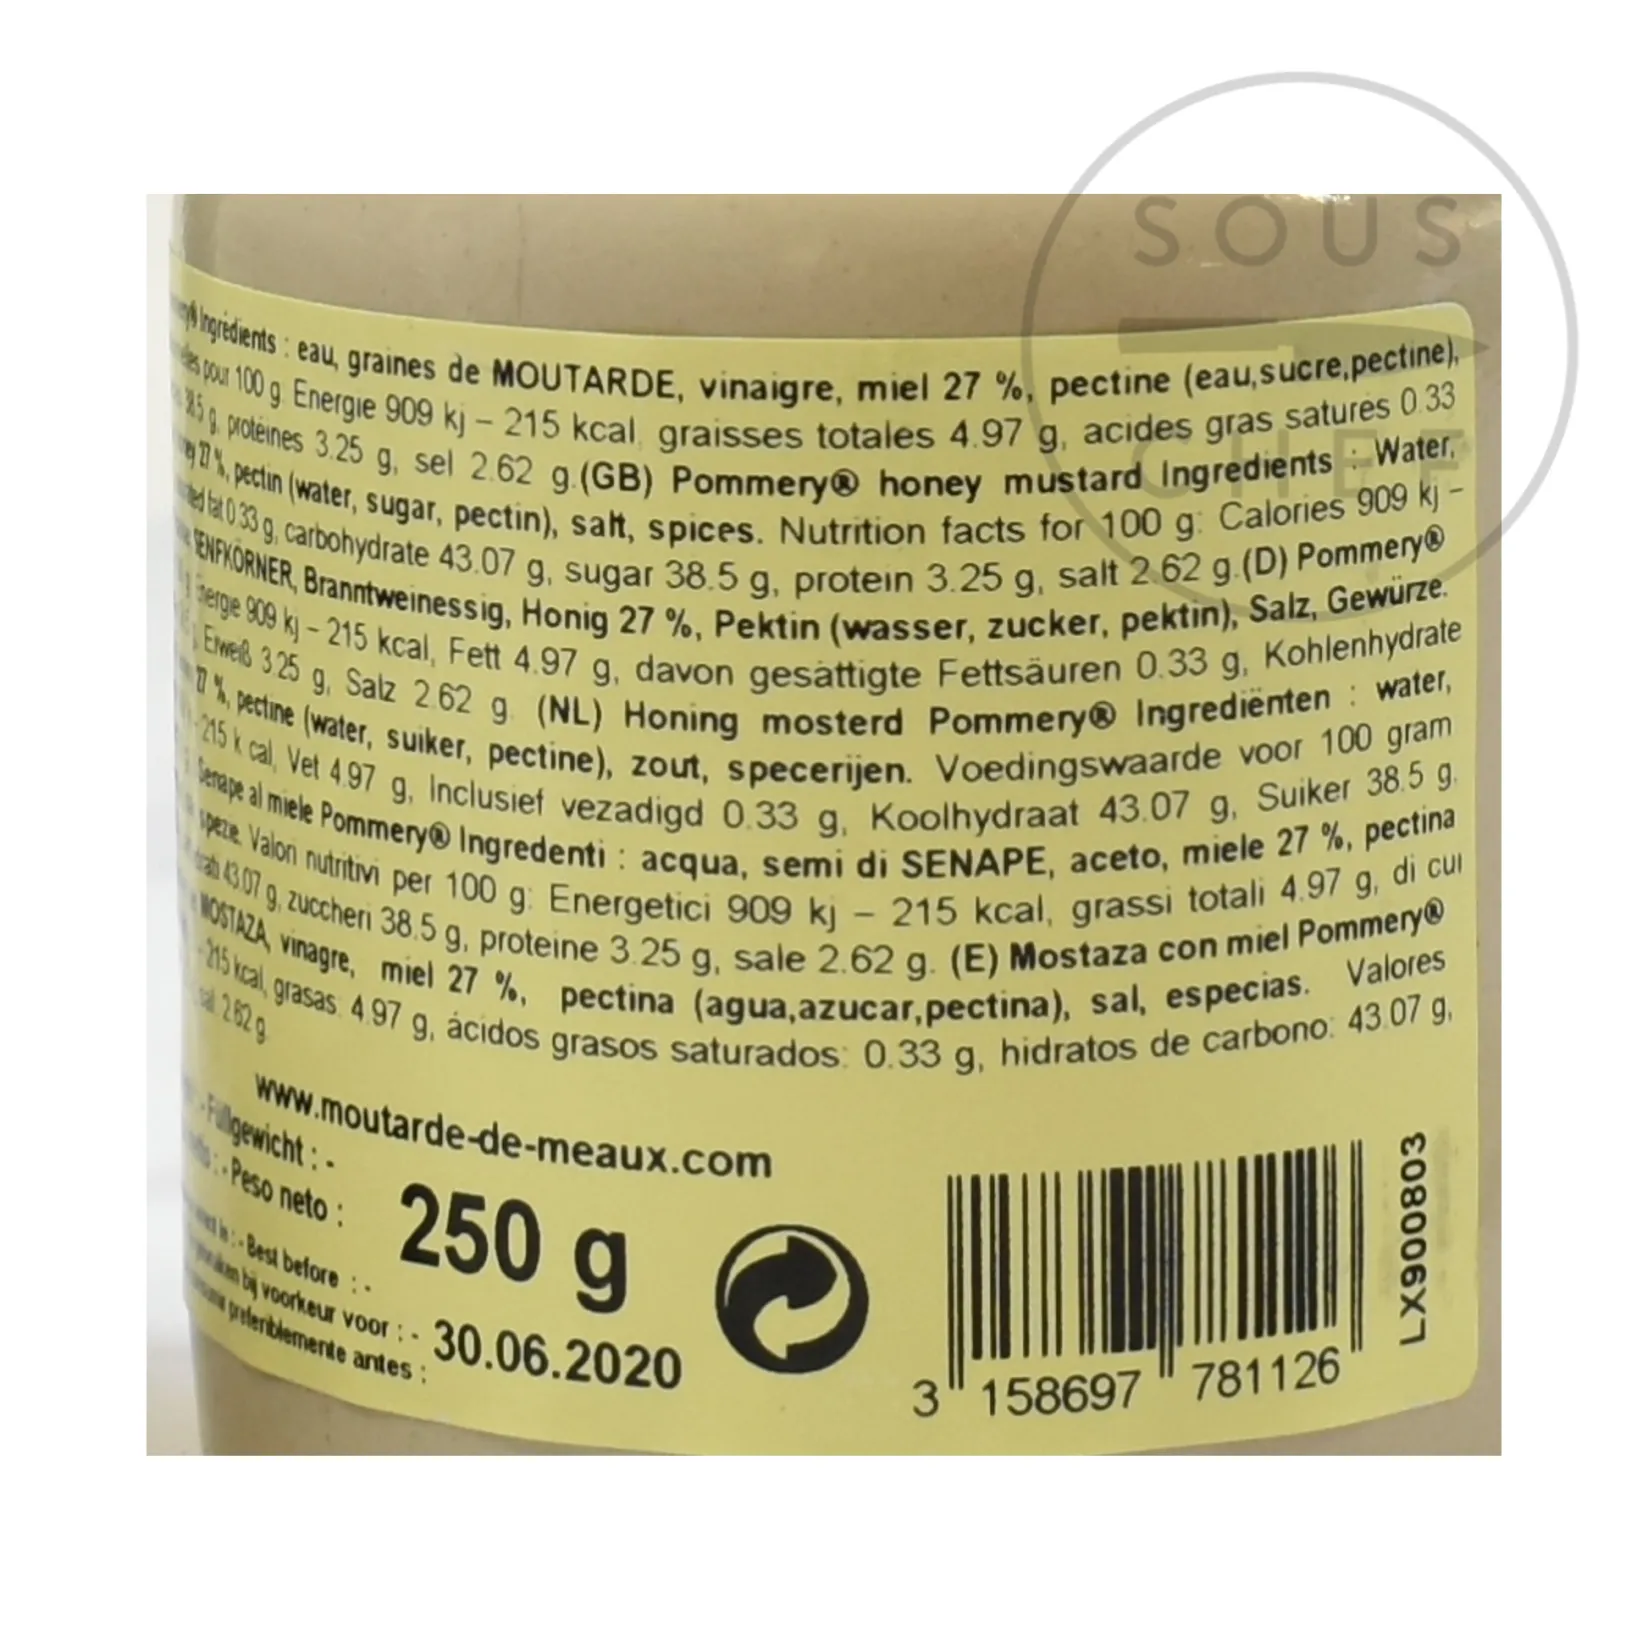 SOUS
CHEF
Ingrédients : eau, graines de MOUTARDE, vinaigre, miel 27 %, pectine (eau,sucre,pectine),
pour 100 g Energie 909 kj – 215 kcal, graisses totales 4.97 g, acides gras saturés 0.33
38.5 g, protéines 3.25 g, sel 2.62 g.(GB) Pommery® honey mustard Ingredients : Water,
27 %, pectin (water, sugar, pectin), salt, spices. Nutrition facts for 100 g: Calories 909 kj –
fat 0.33 g, carbohydrate 43.07 g, sugar 38.5 g, protein 3.25 g, salt 2.62 g.(D) Pommery®
SENFKÖRNER, Branntweinessig, Honig 27 %, Pektin (wasser, zucker, pektin), Salz, Gewürze.
Energie 909 kj – 215 kcal, Fett 4.97 g, davon gesättigte Fettsäuren 0.33 g, Kohlenhydrate
Eiweiß 3.25 g, Salz 2.62 g (NL) Honing mosterd Pommery® Ingrediënten : water,
27 %, pectine (water, suiker, pectine), zout, specerijen. Voedingswaarde voor 100 gram
- 215 k cal, Vet 4.97 g, Inclusief vezadigd 0.33 g, Koolhydraat 43.07 g, Suiker 38.5 g.
Senape al miele Pommery® Ingredenti : acqua, semi di SENAPE, aceto, miele 27 %, pectina
spezie. Valori nutritivi per 100 g: Energetici 909 kj – 215 kcal, grassi totali 4.97 g, di cui
43.07 g, zuccheri 38.5 g, proteine 3.25 g, sale 2.62 g. (E) Mostaza con miel Pommery®
MOSTAZA, vinagre, miel 27 %, pectina (agua,azucar,pectina), sal, especias. Valores
- 215 kcal, grasas 4.97 g, ácidos grasos saturados: 0.33 g, hidratos de carbono: 43.07 g,
sal 2.62 g
www.moutarde-de-meaux.com
- Füllgewicht : -
: - Peso neto :
250 g
: - Best before : -
bij voorkeur voor : -
preferiblemente antes :
30.06.2020
3 158697 781126
LX900803